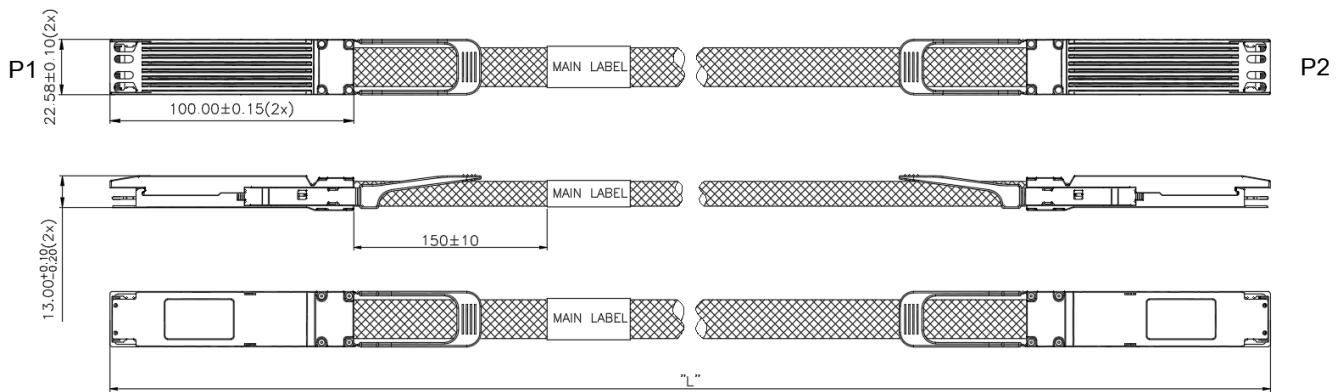 P1
22.58±0.10(2x)
MAIN LABEL
P2
100.00±0.15(2x)
MAIN LABEL
13.00±0.10/0.20(2x)
150±10
MAIN LABEL
"L"